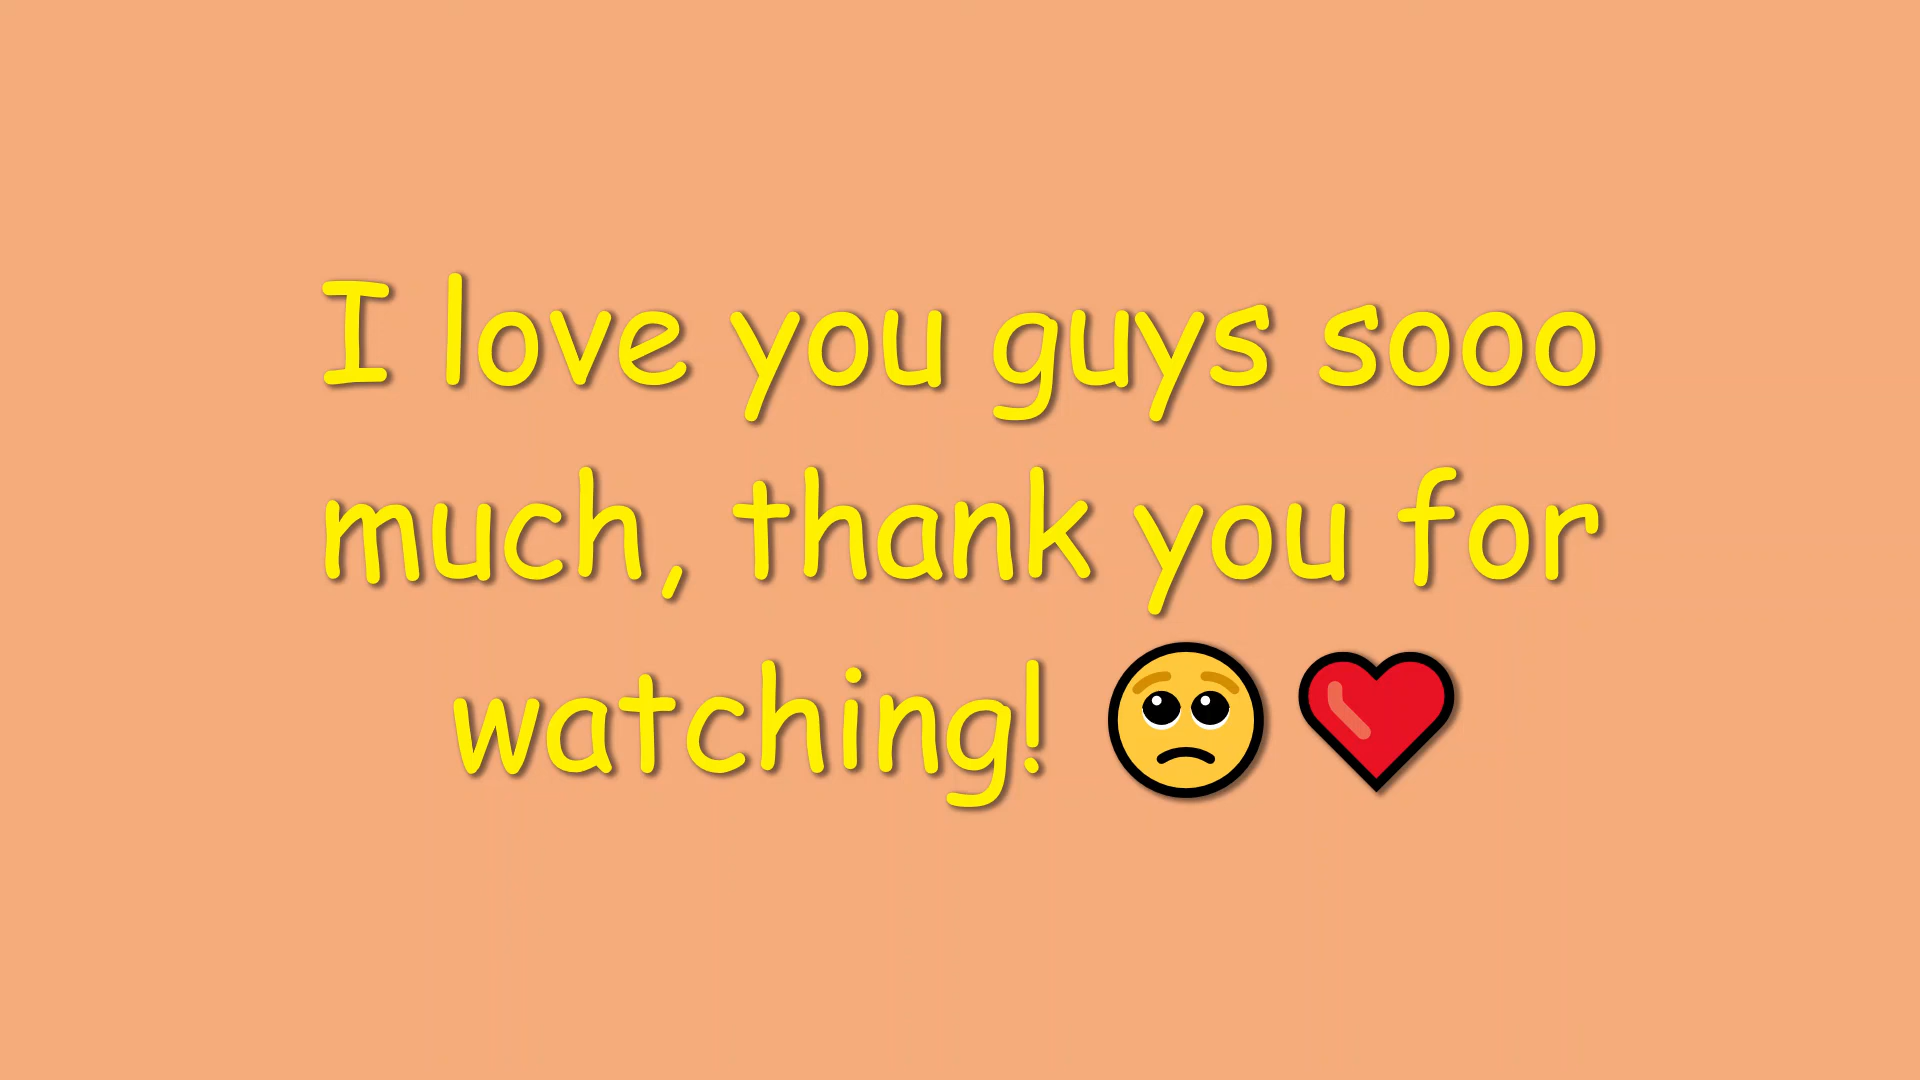 I love you guys sooo
much, thank you for
watching! 🥺❤️